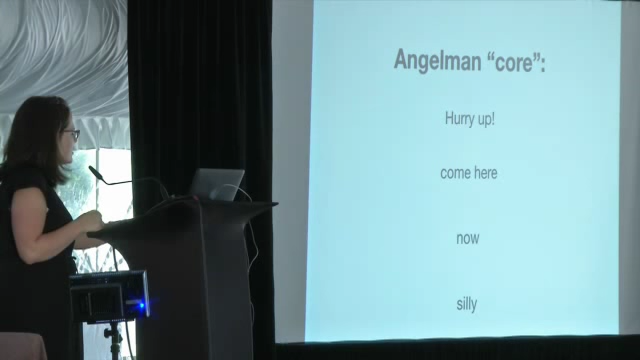 Angelman “core”:
Hurry up!
come here
now
silly